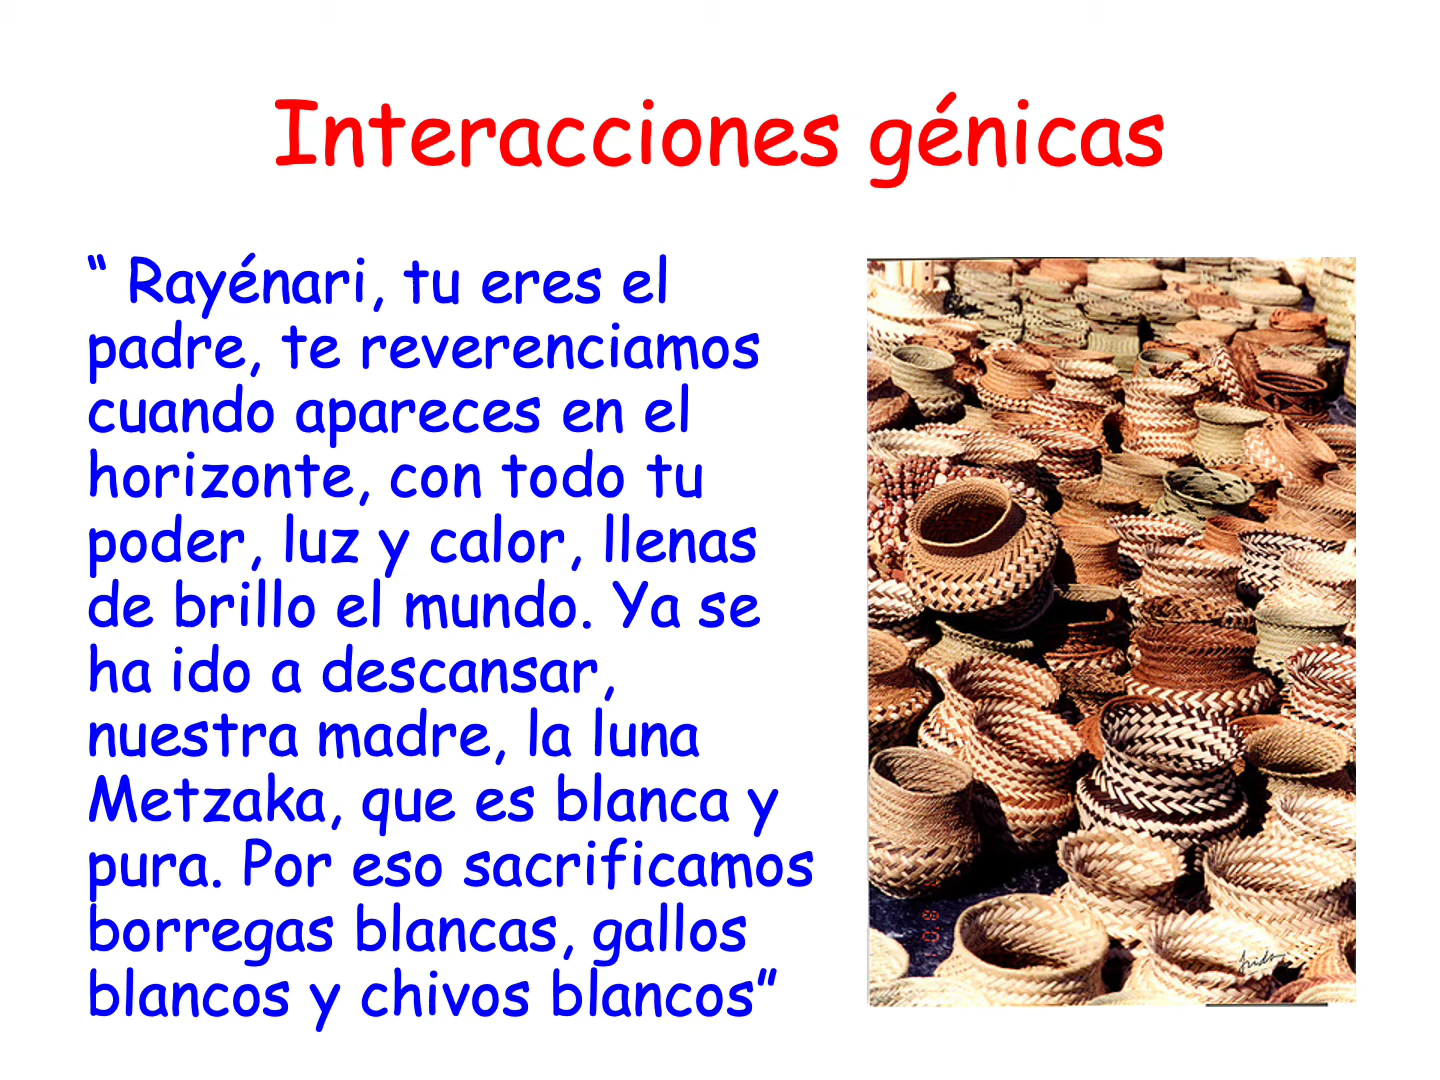 Interacciones génicas
“ Rayénari, tu eres el
padre, te reverenciamos
cuando apareces en el
horizonte, con todo tu
poder, luz y calor, llenas
de brillo el mundo. Ya se
ha ido a descansar,
nuestra madre, la luna
Metzaka, que es blanca y
pura. Por eso sacrificamos
borregas blancas, gallos
blancos y chivos blancos”